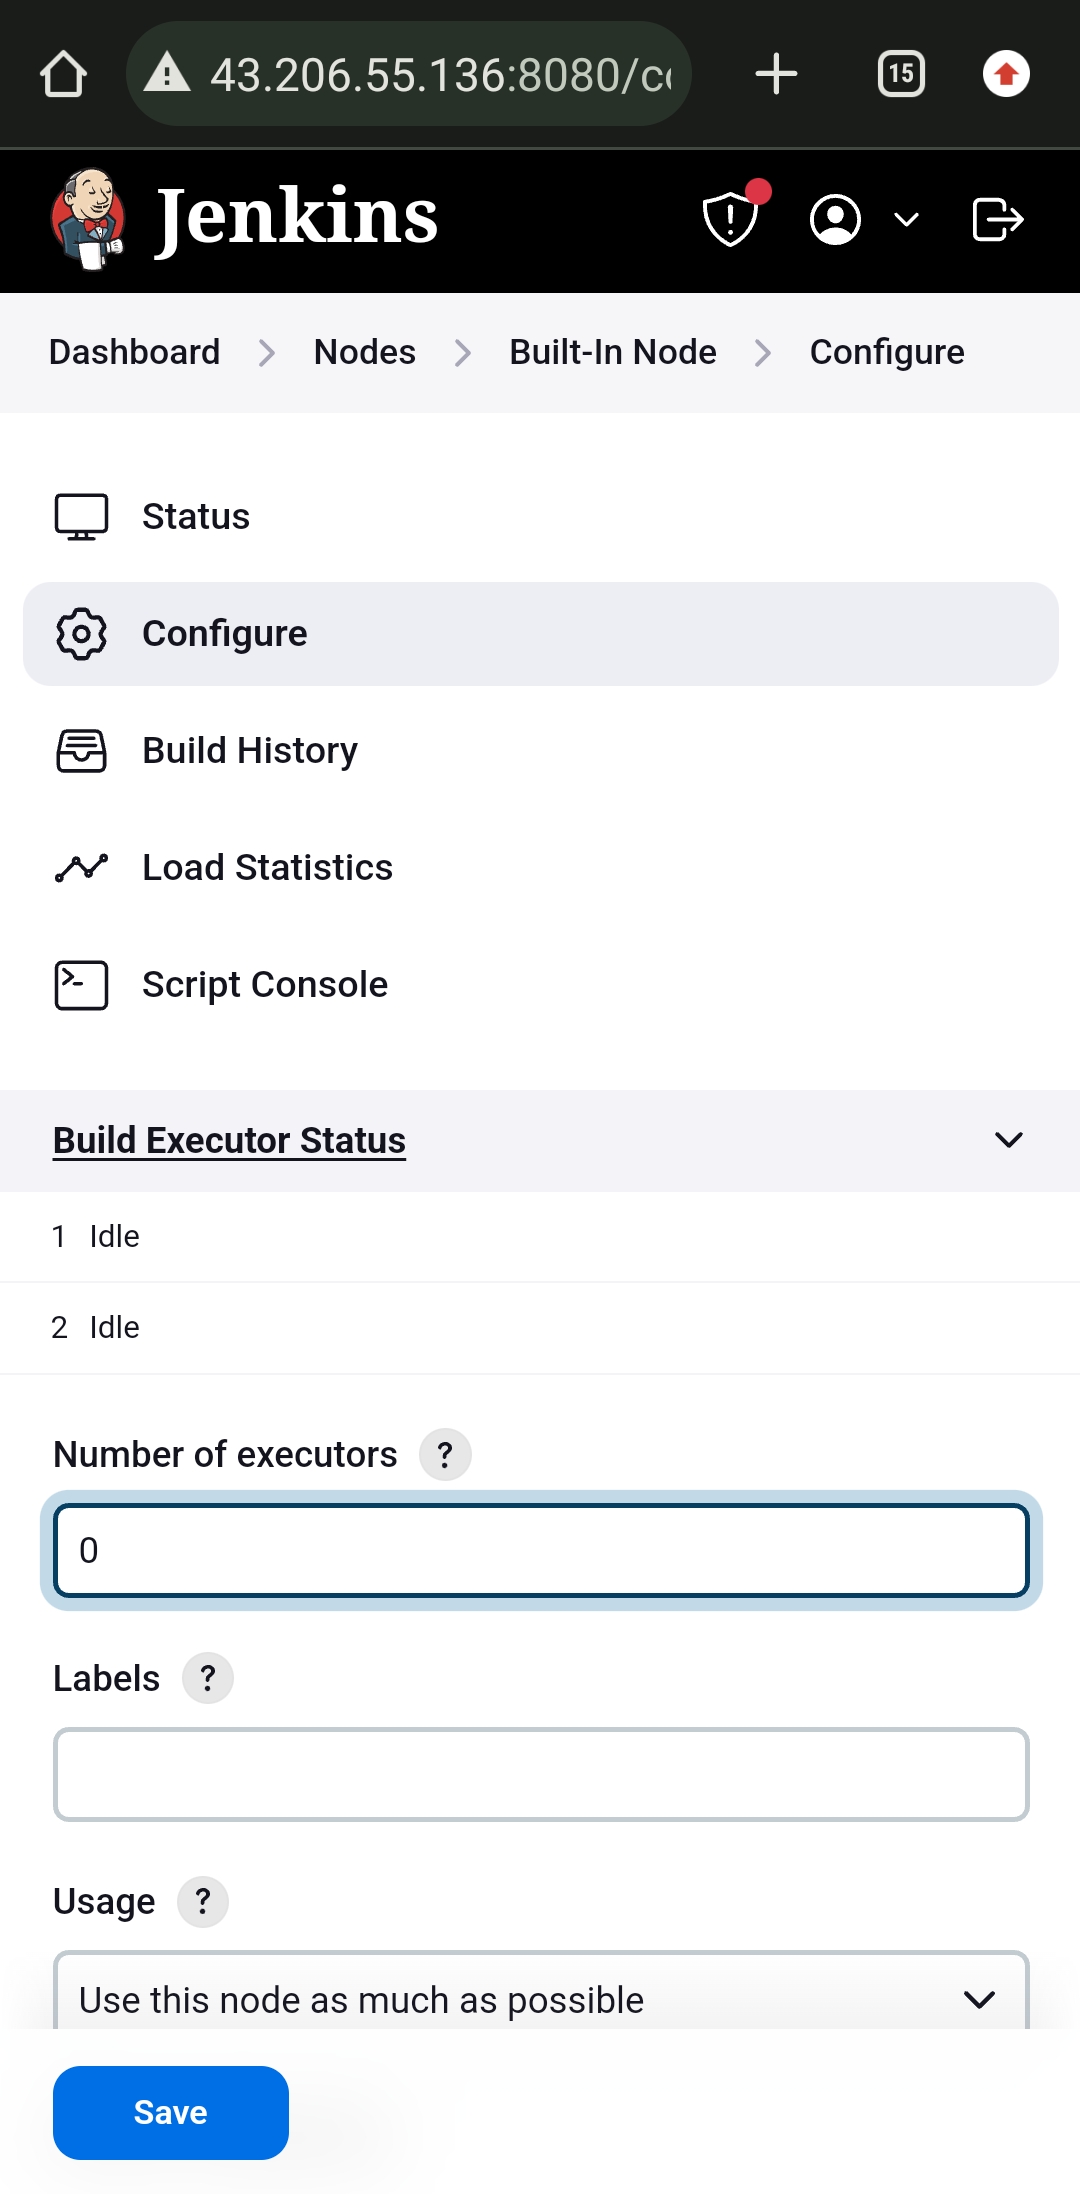 43.206.55.136:8080/c
15
Jenkins
Dashboard > Nodes > Built-In Node > Configure
Status
Configure
Build History
Load Statistics
Script Console
Build Executor Status
1 Idle
2 Idle
Number of executors ?
0
Labels ?
Usage ?
Use this node as much as possible
Save